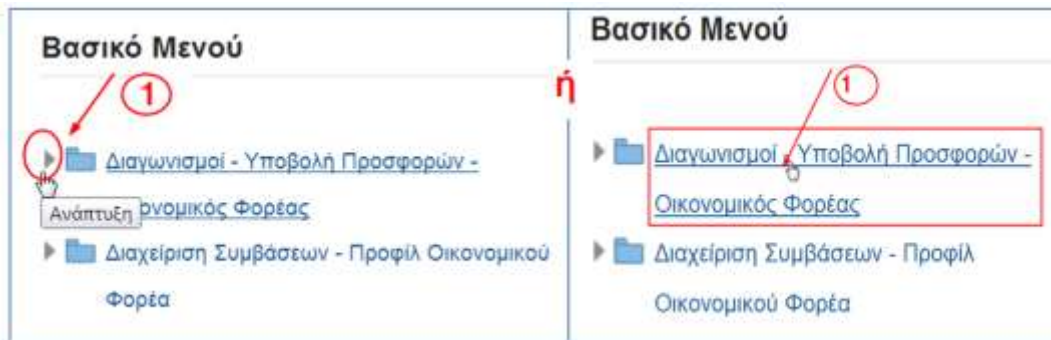 Βασικό Μενού
1
Διαγωνισμοί - Υποβολή Προσφορών -
ονομικός Φορέας
Ανάπτυξη
Διαχείριση Συμβάσεων - Προφίλ Οικονομικού
Φορέα
ή
Βασικό Μενού
1
Διαγωνισμοί - Υποβολή Προσφορών -
Οικονομικός Φορέας
Διαχείριση Συμβάσεων - Προφίλ
Οικονομικού Φορέα